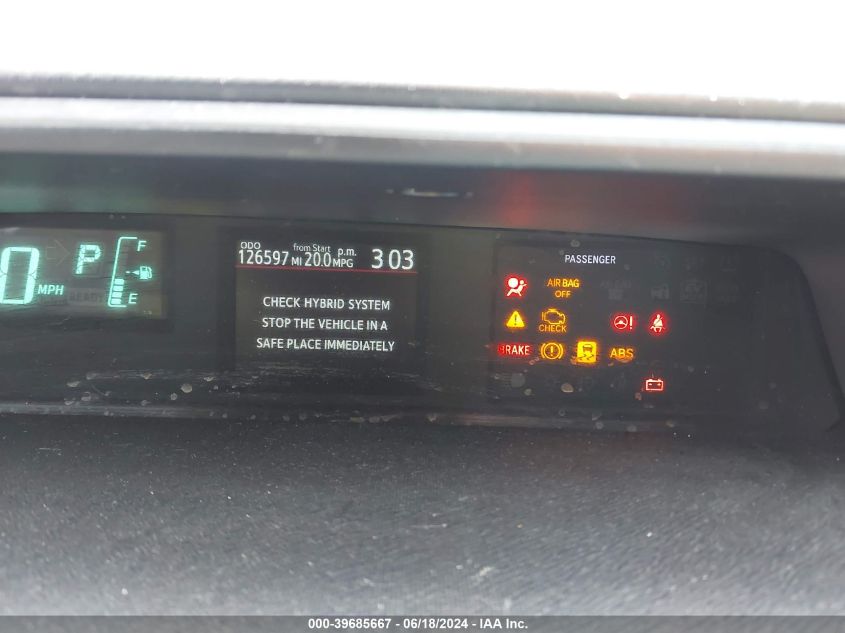 ODO from Start p.m.
126597 MI 20.0 MPG 3 03
0 MPH P F E
READY
CHECK HYBRID SYSTEM
STOP THE VEHICLE IN A
SAFE PLACE IMMEDIATELY
PASSENGER
AIR BAG
OFF
CHECK
BRAKE ABS
000-39685667 - 06/18/2024 - IAA Inc.